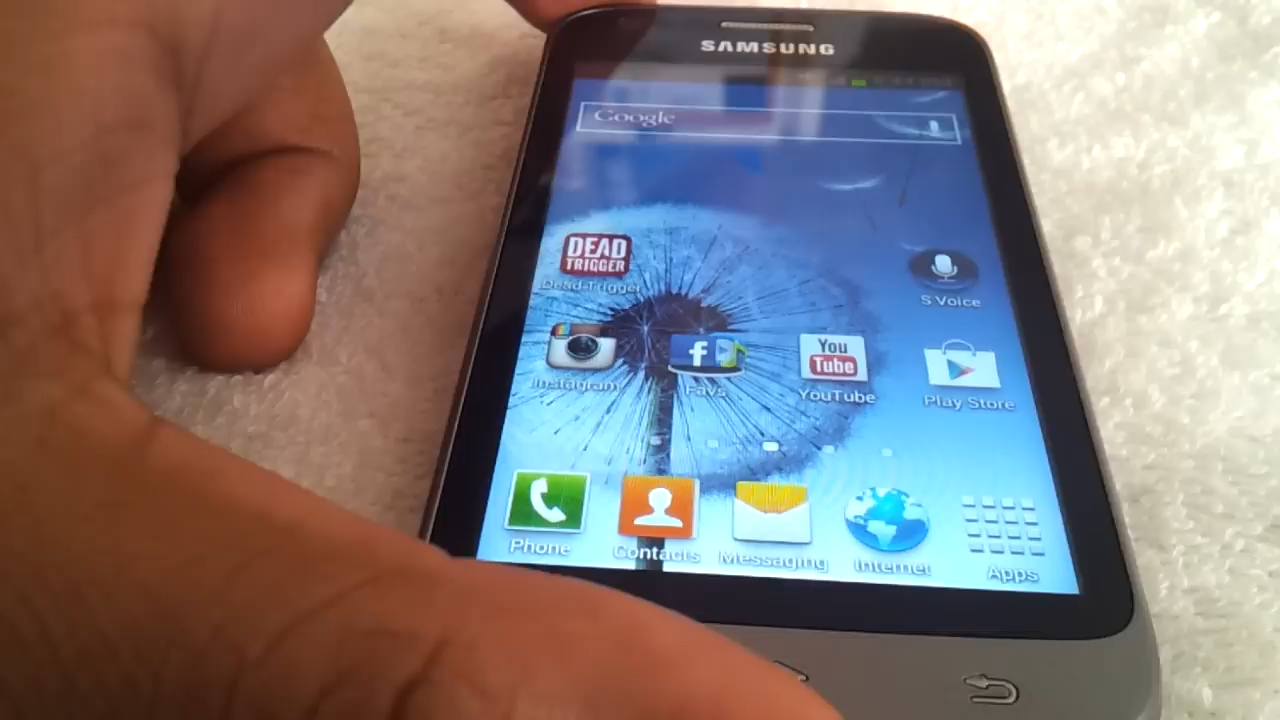 SAMSUNG
Google
DEAD
TRIGGER
Dead-Trigger
S Voice
You
Tube
Instagram
Favs
YouTube
Play Store
Phone
Contacts
Messaging
Internet
Apps